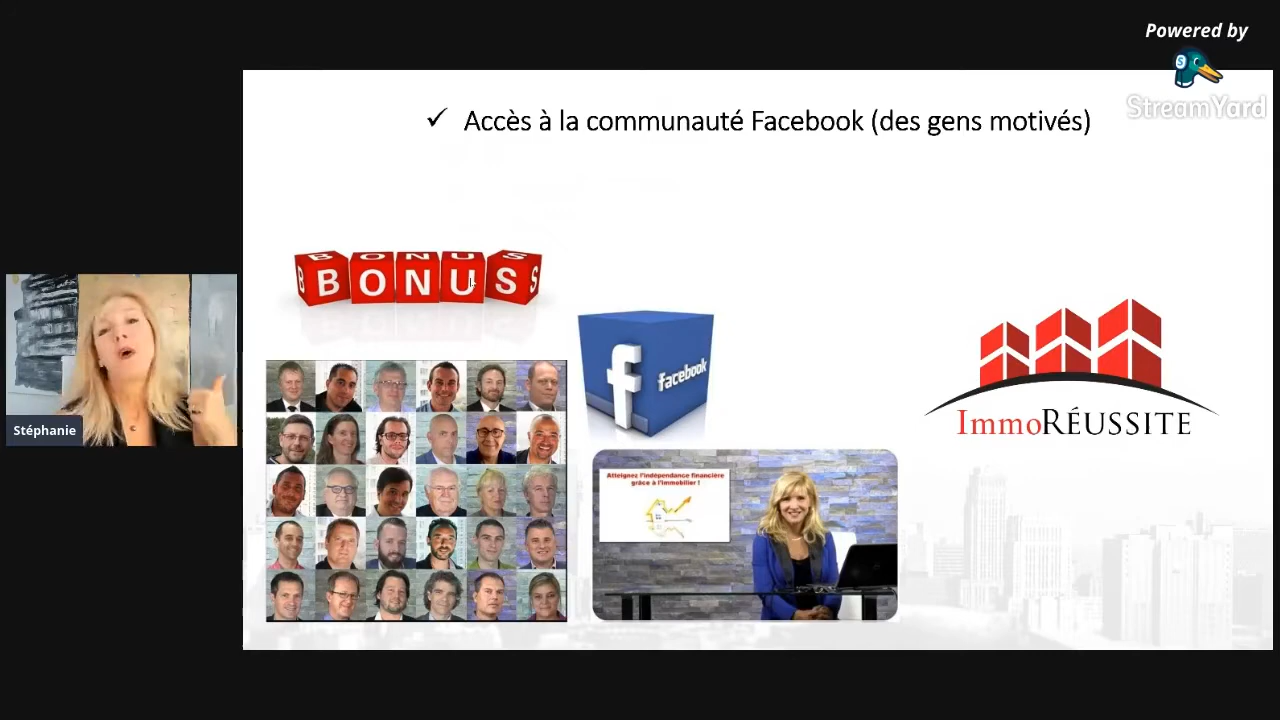 Powered by
StreamYard
✓ Accès à la communauté Facebook (des gens motivés)
BONUS
BBONUSS
facebook
Stéphanie
ImmoRÉUSSITE
Atteignez l'indépendance financière
grâce à l'immobilier !